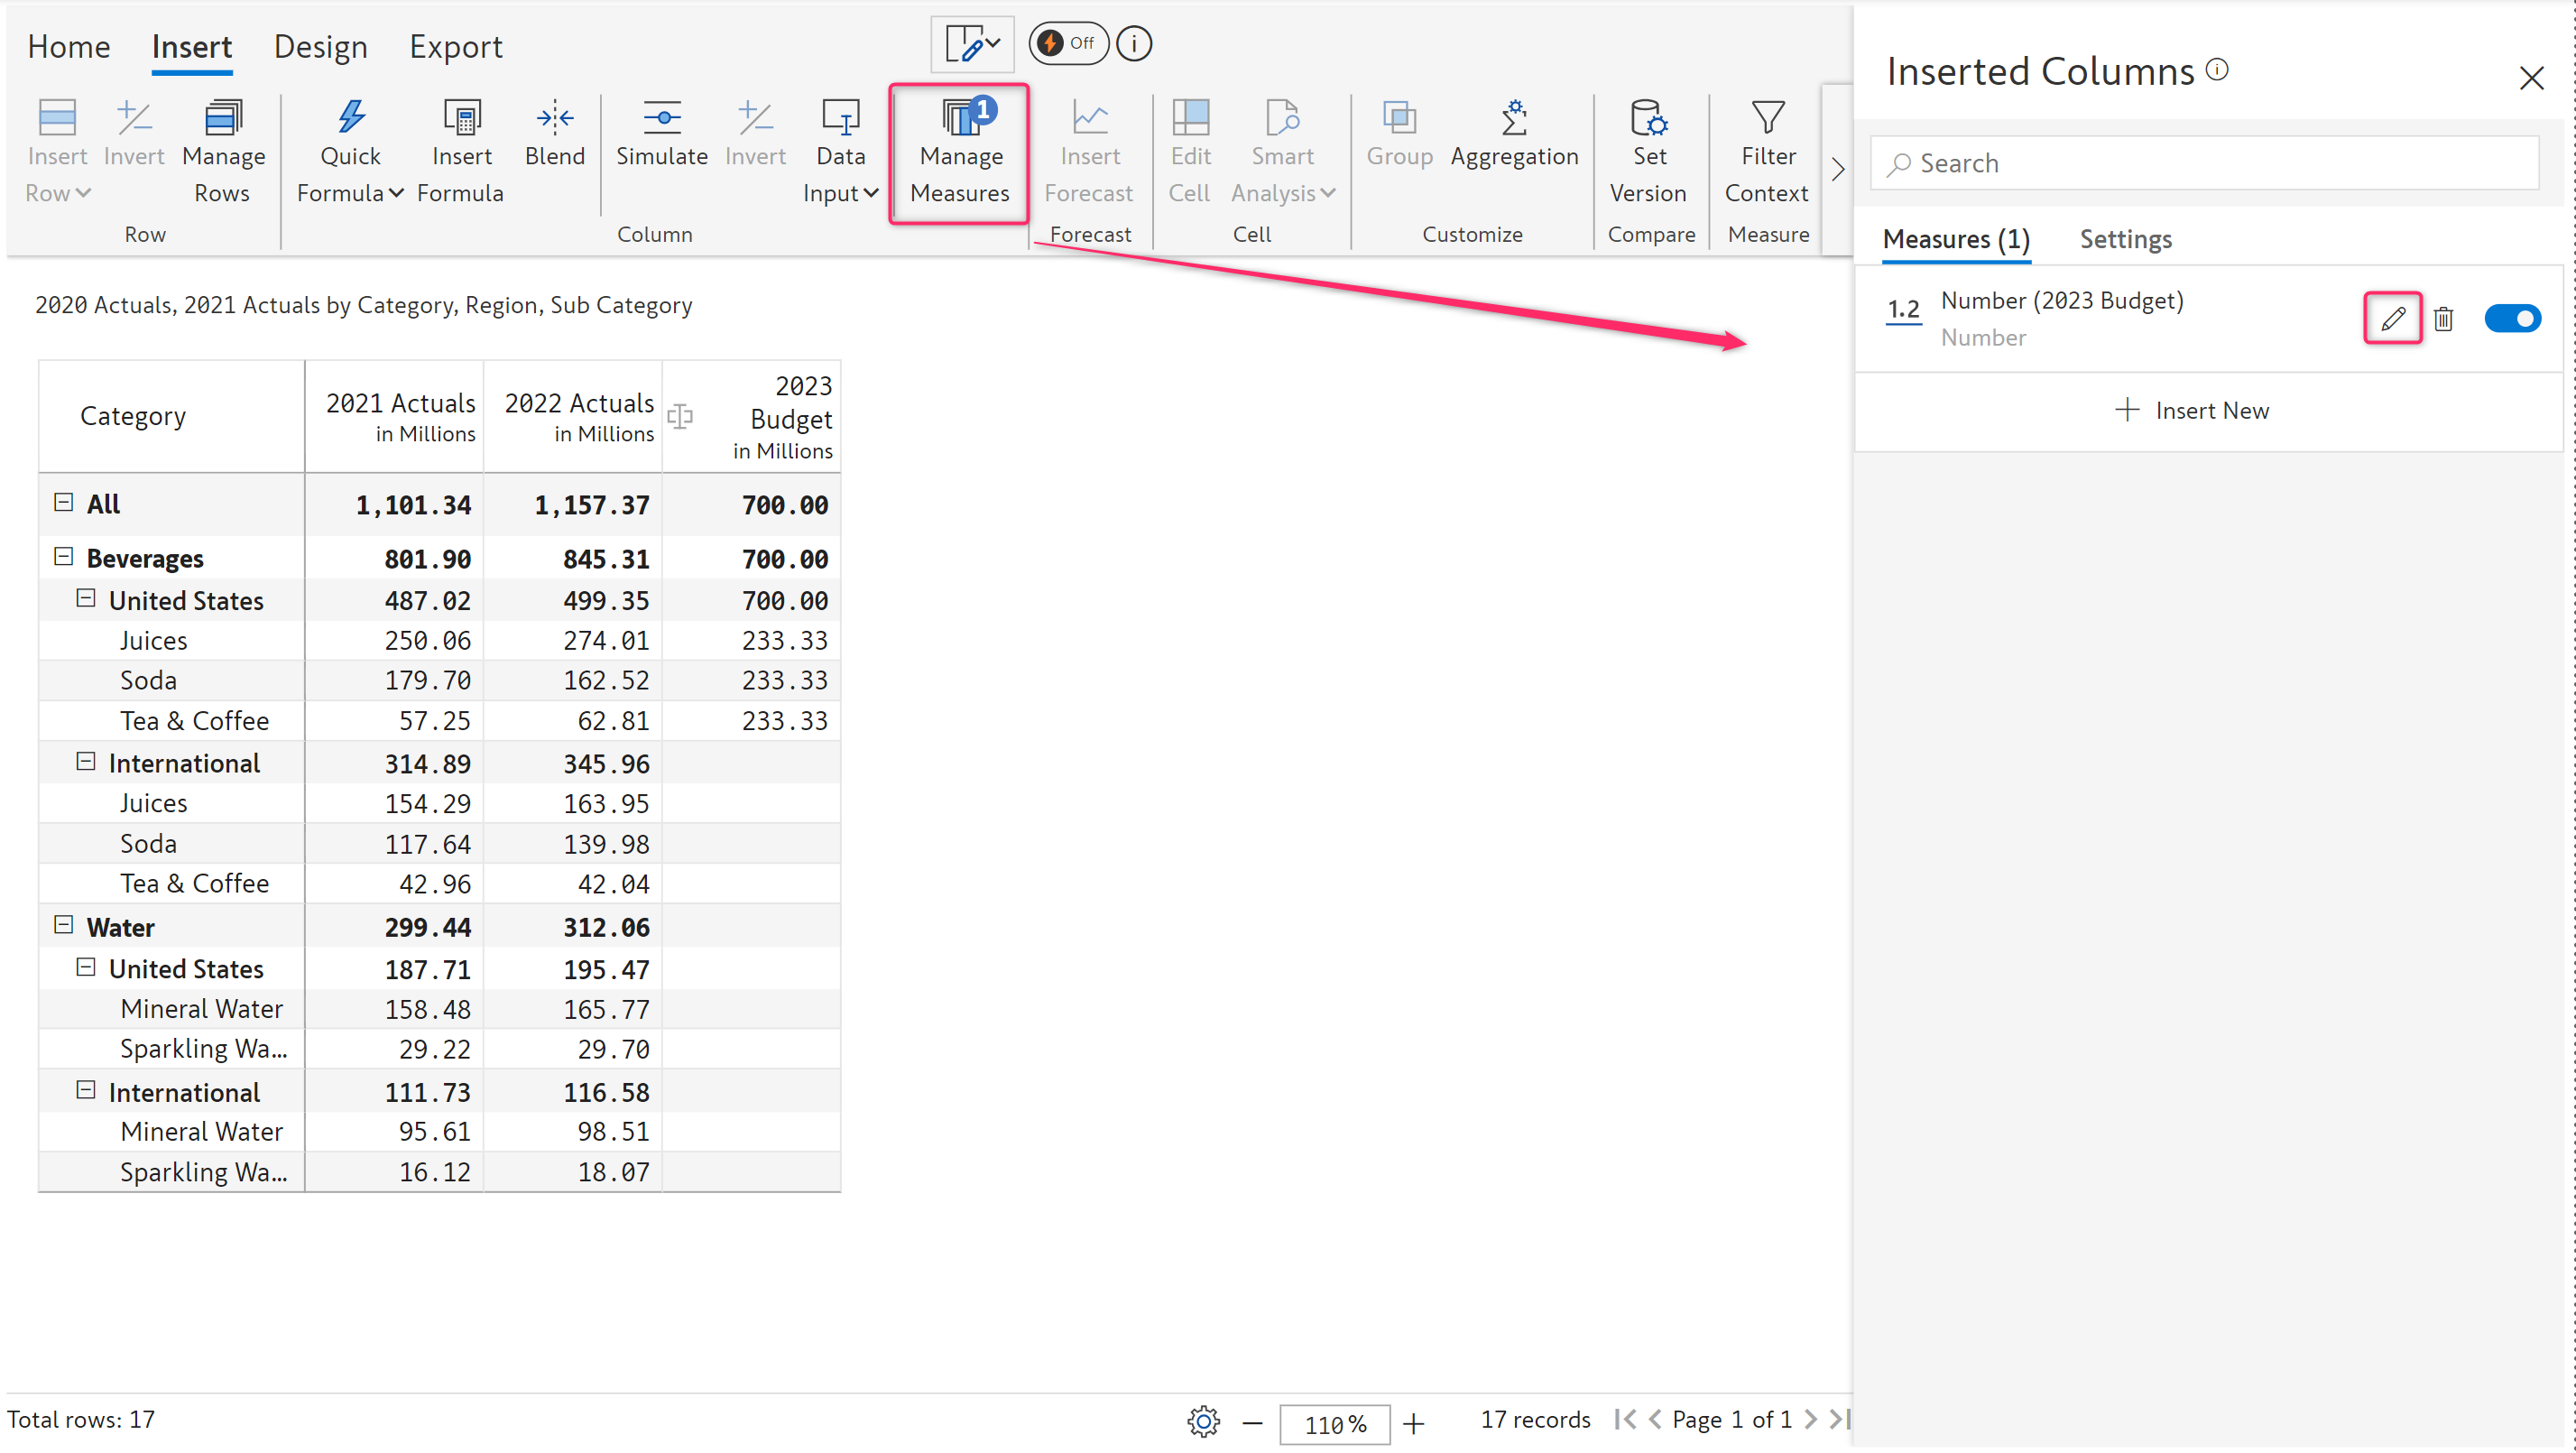 Home Insert Design Export
Off
Insert Row
Invert
Manage Rows
Quick Formula
Insert Formula
Blend
Simulate
Invert
Data Input
1
Manage Measures
Insert Forecast
Edit Cell
Smart Analysis
Group
Aggregation
Set Version
Filter Context
Row Column Forecast Cell Customize Compare Measure
2020 Actuals, 2021 Actuals by Category, Region, Sub Category
Category
2021 Actuals
in Millions
2022 Actuals
in Millions
2023
Budget
in Millions
All 1,101.34 1,157.37 700.00
Beverages 801.90 845.31 700.00
United States 487.02 499.35 700.00
Juices 250.06 274.01 233.33
Soda 179.70 162.52 233.33
Tea & Coffee 57.25 62.81 233.33
International 314.89 345.96
Juices 154.29 163.95
Soda 117.64 139.98
Tea & Coffee 42.96 42.04
Water 299.44 312.06
United States 187.71 195.47
Mineral Water 158.48 165.77
Sparkling Wa... 29.22 29.70
International 111.73 116.58
Mineral Water 95.61 98.51
Sparkling Wa... 16.12 18.07
Total rows: 17
110%
17 records
Page 1 of 1
Inserted Columns
Search
Measures (1) Settings
1.2
Number (2023 Budget)
Number
Insert New